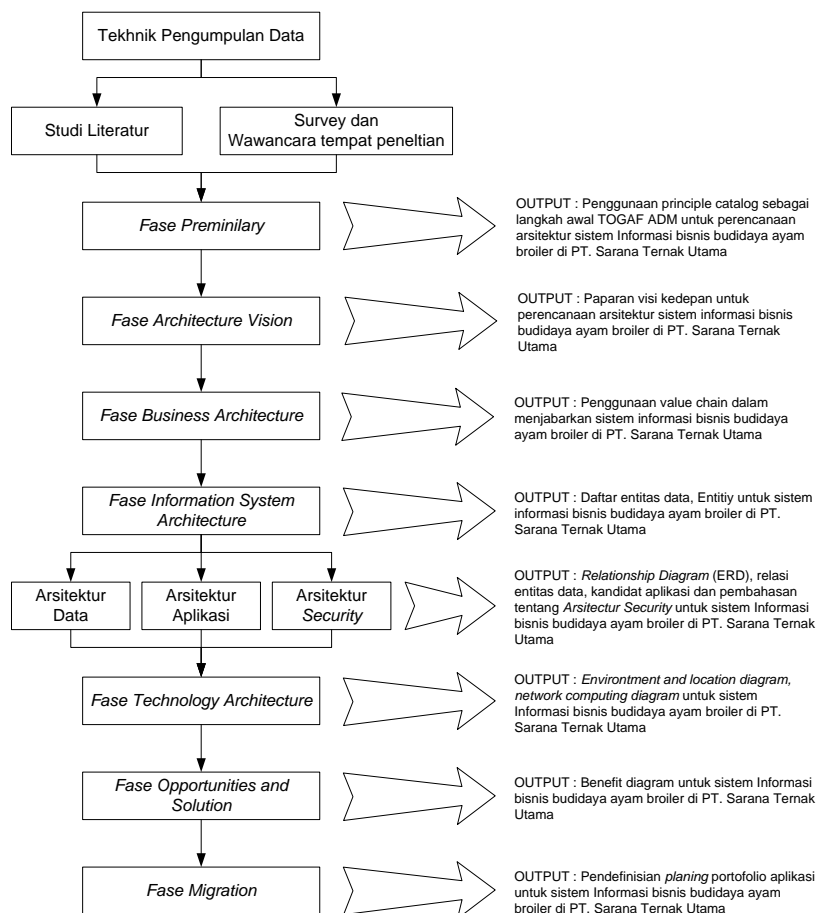 Tekhnik Pengumpulan Data
Studi Literatur
Survey dan
Wawancara tempat peneltian
Fase Preminilary
OUTPUT : Penggunaan principle catalog sebagai
langkah awal TOGAF ADM untuk perencanaan
arsitektur sistem Informasi bisnis budidaya ayam
broiler di PT. Sarana Ternak Utama
Fase Architecture Vision
OUTPUT : Paparan visi kedepan untuk
perencanaan arsitektur sistem informasi bisnis
budidaya ayam broiler di PT. Sarana Ternak
Utama
Fase Business Architecture
OUTPUT : Penggunaan value chain dalam
menjabarkan sistem informasi bisnis budidaya
ayam broiler di PT. Sarana Ternak Utama
Fase Information System
Architecture
OUTPUT : Daftar entitas data, Entitiy untuk sistem
informasi bisnis budidaya ayam broiler di PT.
Sarana Ternak Utama
Arsitektur
Data
Arsitektur
Aplikasi
Arsitektur
Security
OUTPUT : Relationship Diagram (ERD), relasi
entitas data, kandidat aplikasi dan pembahasan
tentang Arsitectur Security untuk sistem Informasi
bisnis budidaya ayam broiler di PT. Sarana Ternak
Utama
Fase Technology Architecture
OUTPUT : Environtment and location diagram,
network computing diagram untuk sistem
Informasi bisnis budidaya ayam broiler di PT.
Sarana Ternak Utama
Fase Opportunities and
Solution
OUTPUT : Benefit diagram untuk sistem Informasi
bisnis budidaya ayam broiler di PT. Sarana Ternak
Utama
Fase Migration
OUTPUT : Pendefinisian planing portofolio aplikasi
untuk sistem Informasi bisnis budidaya ayam
broiler di PT. Sarana Ternak Utama